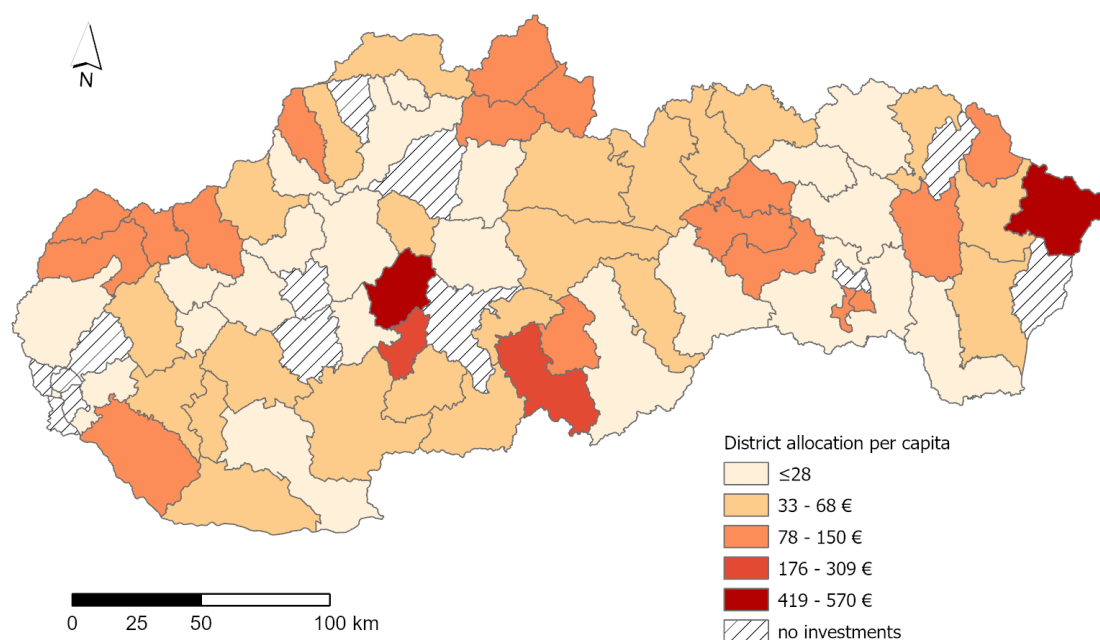 N
District allocation per capita
≤28
33 - 68 €
78 - 150 €
176 - 309 €
419 - 570 €
no investments
0 25 50 100 km